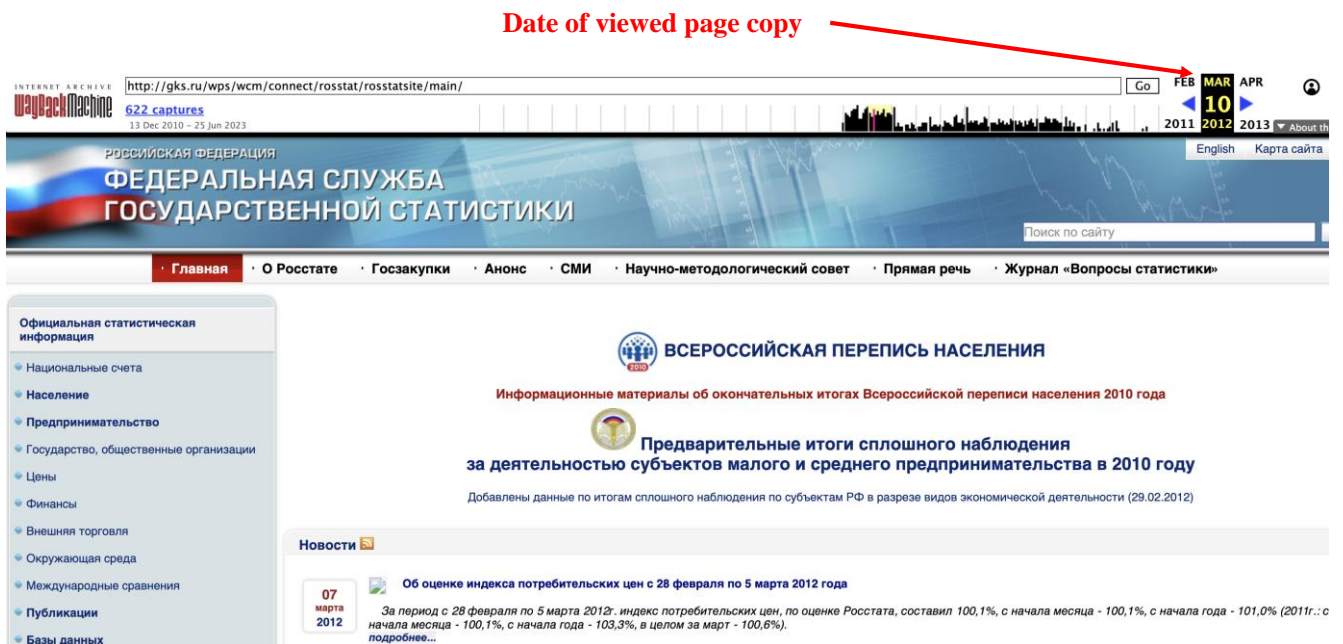 Date of viewed page copy
INTERNET ARCHIVE
WayBackMachine
http://gks.ru/wps/wcm/connect/rosstat/rosstatsite/main/
Go
FEB MAR APR
622 captures
10
13 Dec 2010 – 25 Jun 2023
2011 2012 2013
▼ About th
РОССИЙСКАЯ ФЕДЕРАЦИЯ
English Карта сайта
ФЕДЕРАЛЬНАЯ СЛУЖБА
ГОСУДАРСТВЕННОЙ СТАТИСТИКИ
Поиск по сайту
· Главная · О Росстате · Госзакупки · Анонс · СМИ · Научно-методологический совет · Прямая речь · Журнал «Вопросы статистики»
Официальная статистическая
информация
Национальные счета
Население
Предпринимательство
Государство, общественные организации
Цены
Финансы
Внешняя торговля
Окружающая среда
Международные сравнения
Публикации
Базы данных
2010
ВСЕРОССИЙСКАЯ ПЕРЕПИСЬ НАСЕЛЕНИЯ
Информационные материалы об окончательных итогах Всероссийской переписи населения 2010 года
Предварительные итоги сплошного наблюдения
за деятельностью субъектов малого и среднего предпринимательства в 2010 году
Добавлены данные по итогам сплошного наблюдения по субъектам РФ в разрезе видов экономической деятельности (29.02.2012)
Новости
07
марта
2012
Об оценке индекса потребительских цен с 28 февраля по 5 марта 2012 года
За период с 28 февраля по 5 марта 2012г. индекс потребительских цен, по оценке Росстата, составил 100,1%, с начала месяца - 100,1%, с начала года - 101,0% (2011г.: с
начала месяца - 100,1%, с начала года - 103,3%, в целом за март - 100,6%).
подробнее...